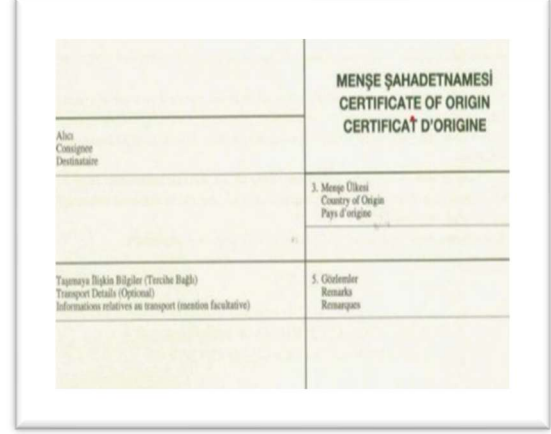 MENŞE ŞAHADETNAMESİ
CERTIFICATE OF ORIGIN
CERTIFICAT D'ORIGINE
Alıcı
Consignee
Destinataire
3. Menşe Ülkesi
Country of Origin
Pays d'origine
Taşımaya İlişkin Bilgiler (Tercihe Bağlı)
Transport Details (Optional)
Informations relatives au transport (mention facultative)
5. Gözlemler
Remarks
Remarques